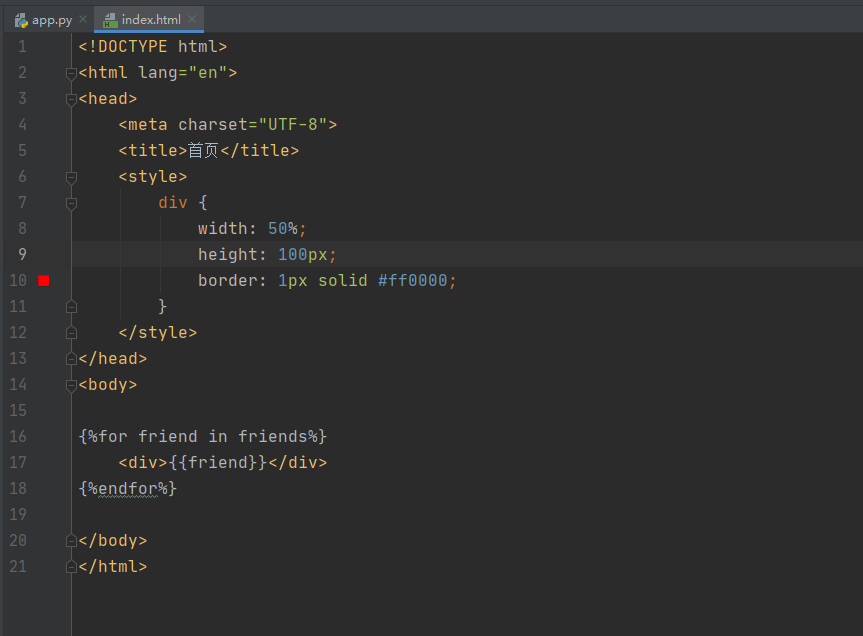 app.py index.html
1 <!DOCTYPE html>
2 <html lang="en">
3 <head>
4     <meta charset="UTF-8">
5     <title>首页</title>
6     <style>
7         div {
8             width: 50%;
9             height: 100px;
10             border: 1px solid #ff0000;
11         }
12     </style>
13 </head>
14 <body>
15
16 {%for friend in friends%}
17     <div>{{friend}}</div>
18 {%endfor%}
19
20 </body>
21 </html>